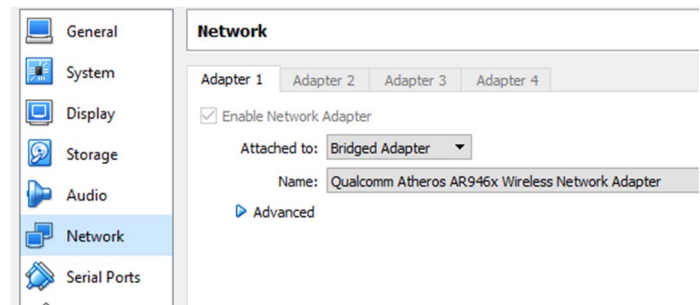 General
System
Display
Storage
Audio
Network
Serial Ports
Network
Adapter 1 Adapter 2 Adapter 3 Adapter 4
Enable Network Adapter
Attached to: Bridged Adapter
Name: Qualcomm Atheros AR946x Wireless Network Adapter
Advanced